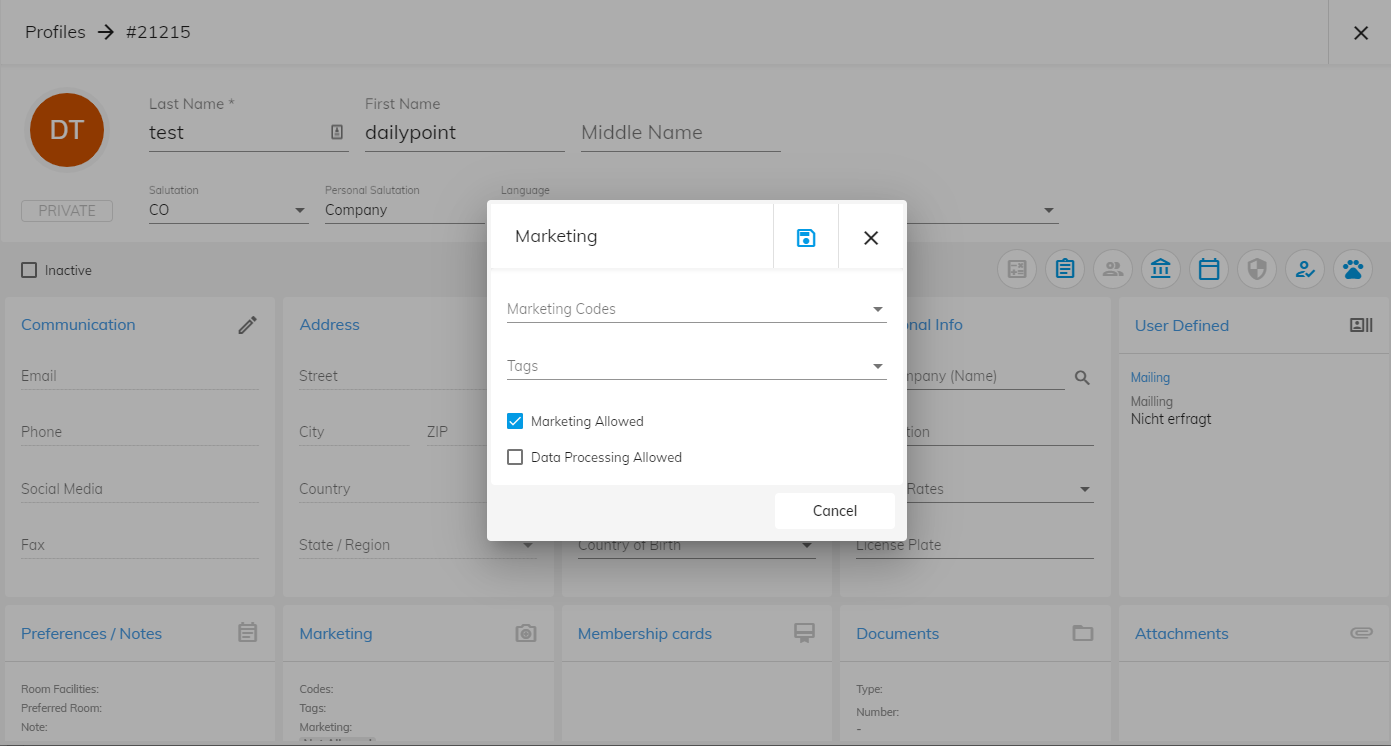 Profiles → #21215
DT
Last Name *
First Name
test
dailypoint
Middle Name
Salutation
Personal Salutation
Language
PRIVATE
CO
Company
Inactive
Marketing
Marketing Codes
Tags
Marketing Allowed
Data Processing Allowed
Cancel
Communication
Email
Phone
Social Media
Fax
Address
Street
City
ZIP
Country
State / Region
Country of Birth
onal Info
mpany (Name)
tion
Rates
License Plate
User Defined
Mailing
Mailling
Nicht erfragt
Preferences / Notes
Room Facilities:
Preferred Room:
Note:
Marketing
Codes:
Tags:
Marketing:
Membership cards
Documents
Type:
Number:
-
Attachments